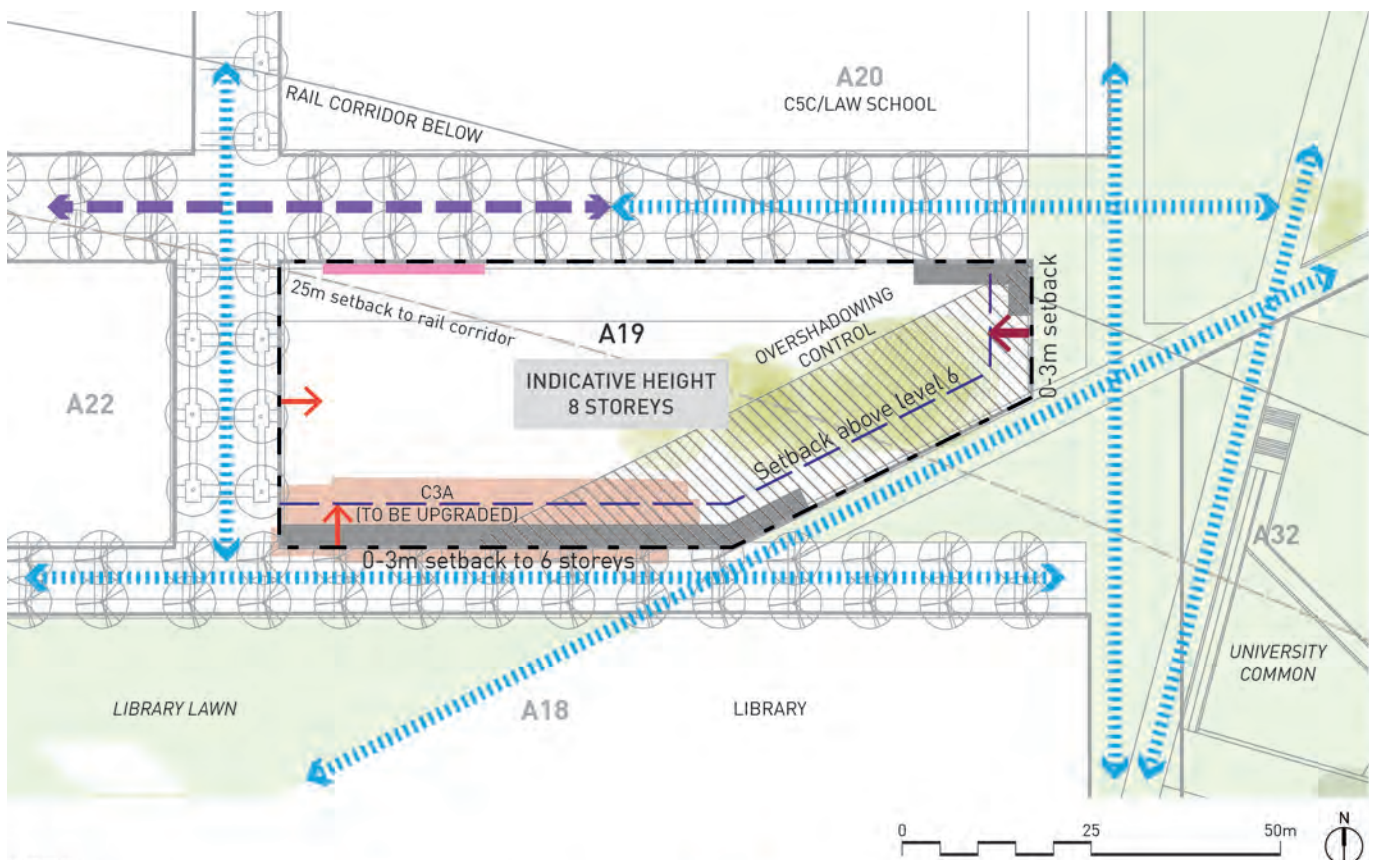 A20
C5C/LAW SCHOOL
RAIL CORRIDOR BELOW
25m setback to rail corridor
A19
OVERSHADOWING
CONTROL
0-3m setback
INDICATIVE HEIGHT
8 STOREYS
A22
Setback above level 6
C3A
(TO BE UPGRADED)
0-3m setback to 6 storeys
A32
UNIVERSITY
COMMON
LIBRARY LAWN
A18
LIBRARY
0
25
50m
N